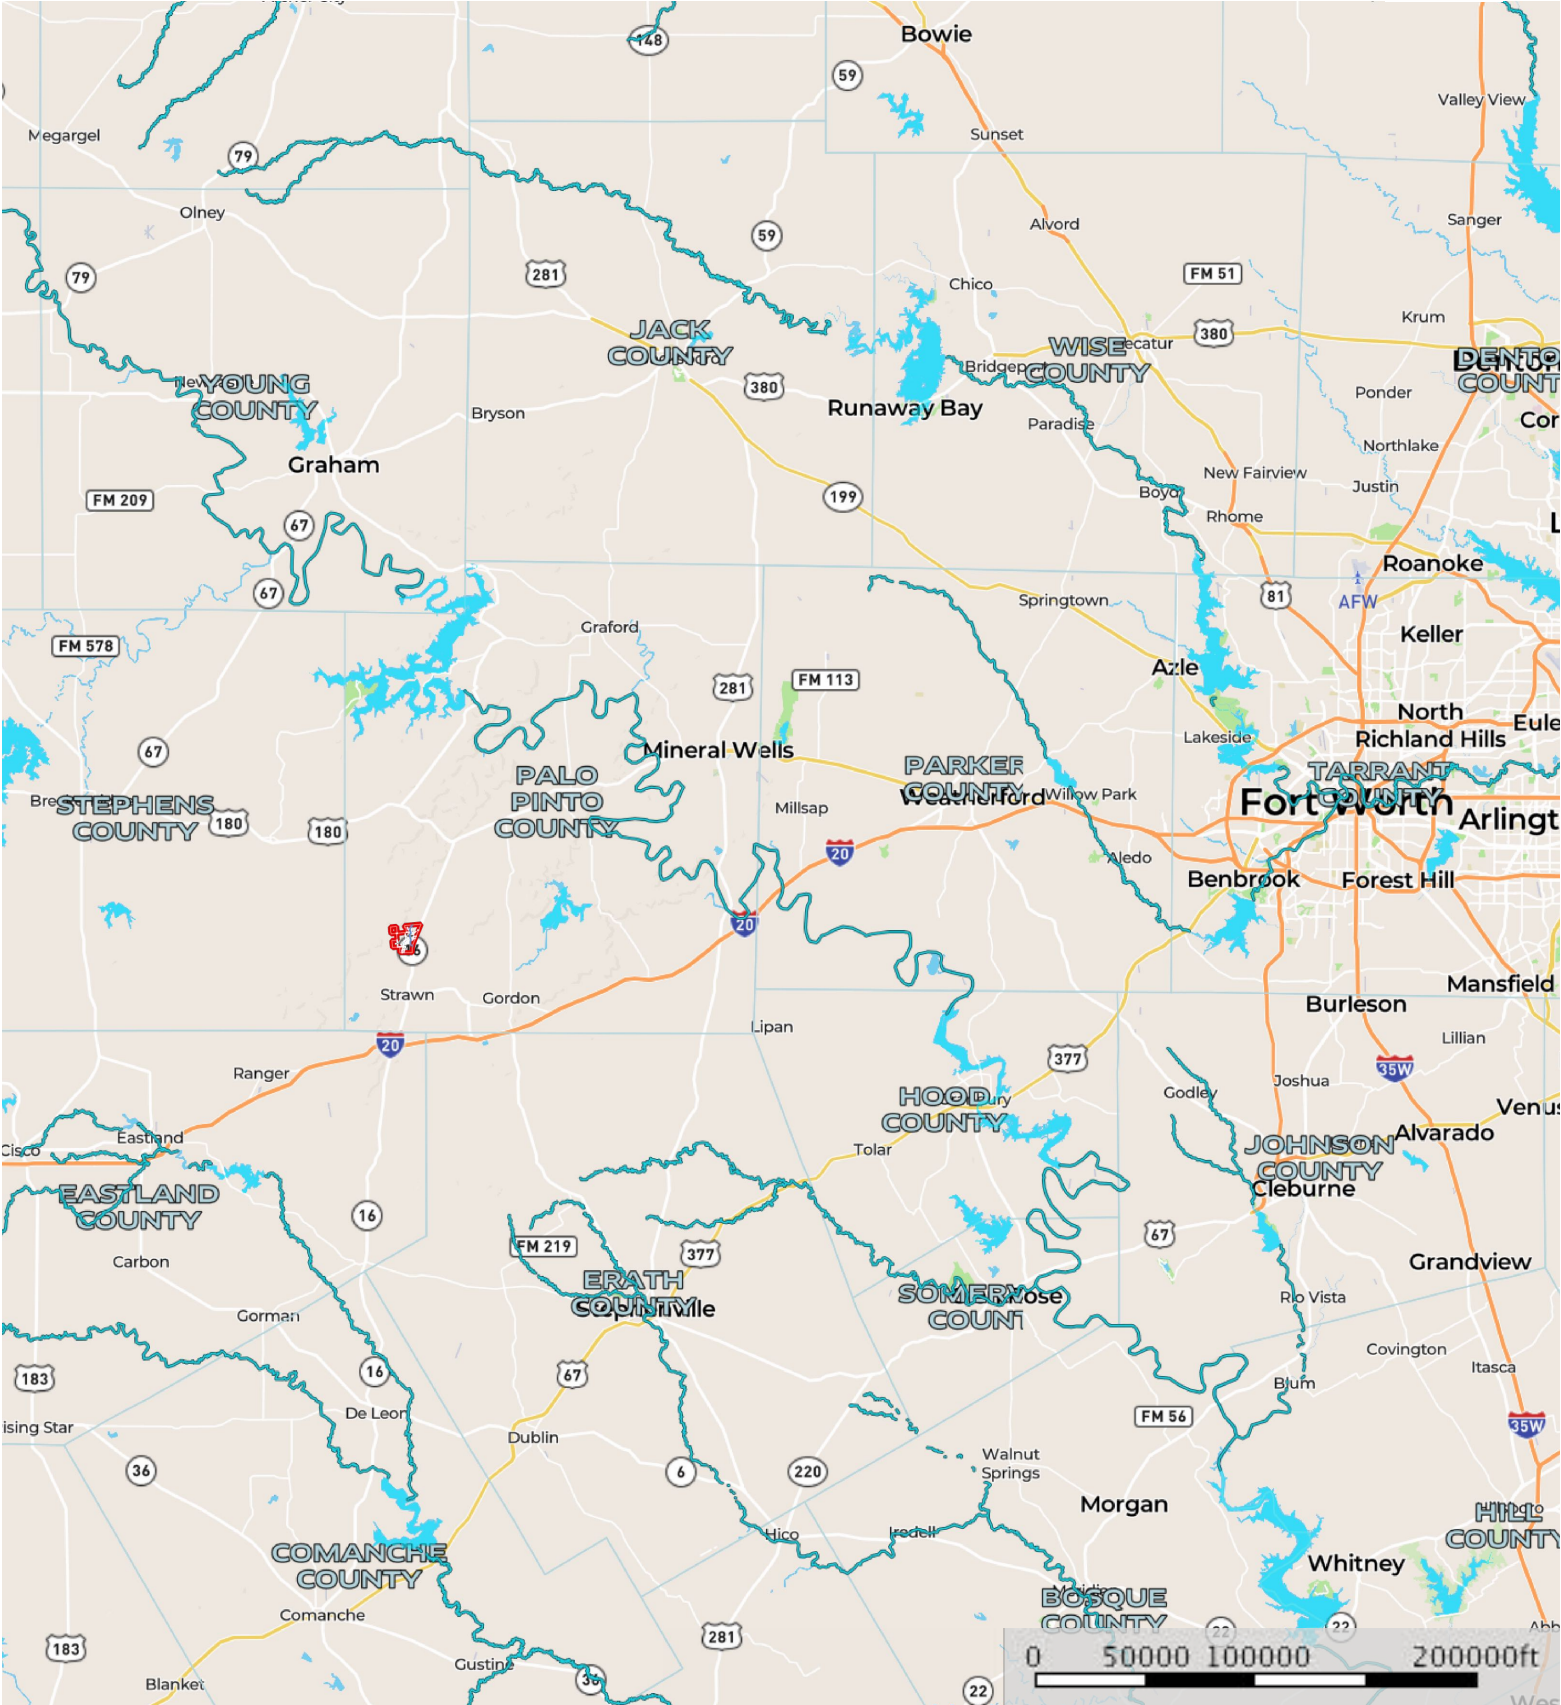 148
Bowie
59
Valley View
Megargel
Sunset
79
Olney
Alvord
Sanger
59
79
281
FM 51
Chico
Krum
JACK
COUNTY
WISE
COUNTY
380
Bridgeport
380
YOUNG
COUNTY
Runaway Bay
Ponder
Bryson
Paradise
Northlake
Graham
New Fairview
Justin
FM 209
199
Boyd
Rhome
67
Roanoke
67
81
AFW
Springtown
Graford
Keller
FM 578
Azle
FM 113
281
North
Richland Hills
Lakeside
67
Mineral Wells
PALO
PINTO
COUNTY
PARKER
COUNTY
Weatherford
Willow Park
TARRANT
COUNTY
Fort Worth
STEPHENS
COUNTY
180
180
Millsap
Arlingt
20
Aledo
Benbrook
Forest Hill
20
Strawn
Gordon
Mansfield
Burleson
Lipan
Lillian
20
377
35W
Ranger
Godley
Joshua
HOOD
COUNTY
Venus
Eastland
Cisco
Tolar
JOHNSON
COUNTY
Alvarado
Cleburne
EASTLAND
COUNTY
16
67
FM 219
377
Carbon
Grandview
ERATH
COUNTY
Rio Vista
Gorman
Covington
Itasca
183
16
67
Blum
De Leon
FM 56
35W
ising Star
Dublin
36
6
220
Walnut
Springs
Morgan
Hico
Iredell
HILL
COUNTY
COMANCHE
COUNTY
Whitney
BOSQUE
COUNTY
Comanche
22
22
183
281
Gustine
36
Blanket
22
0 50000 100000 200000ft